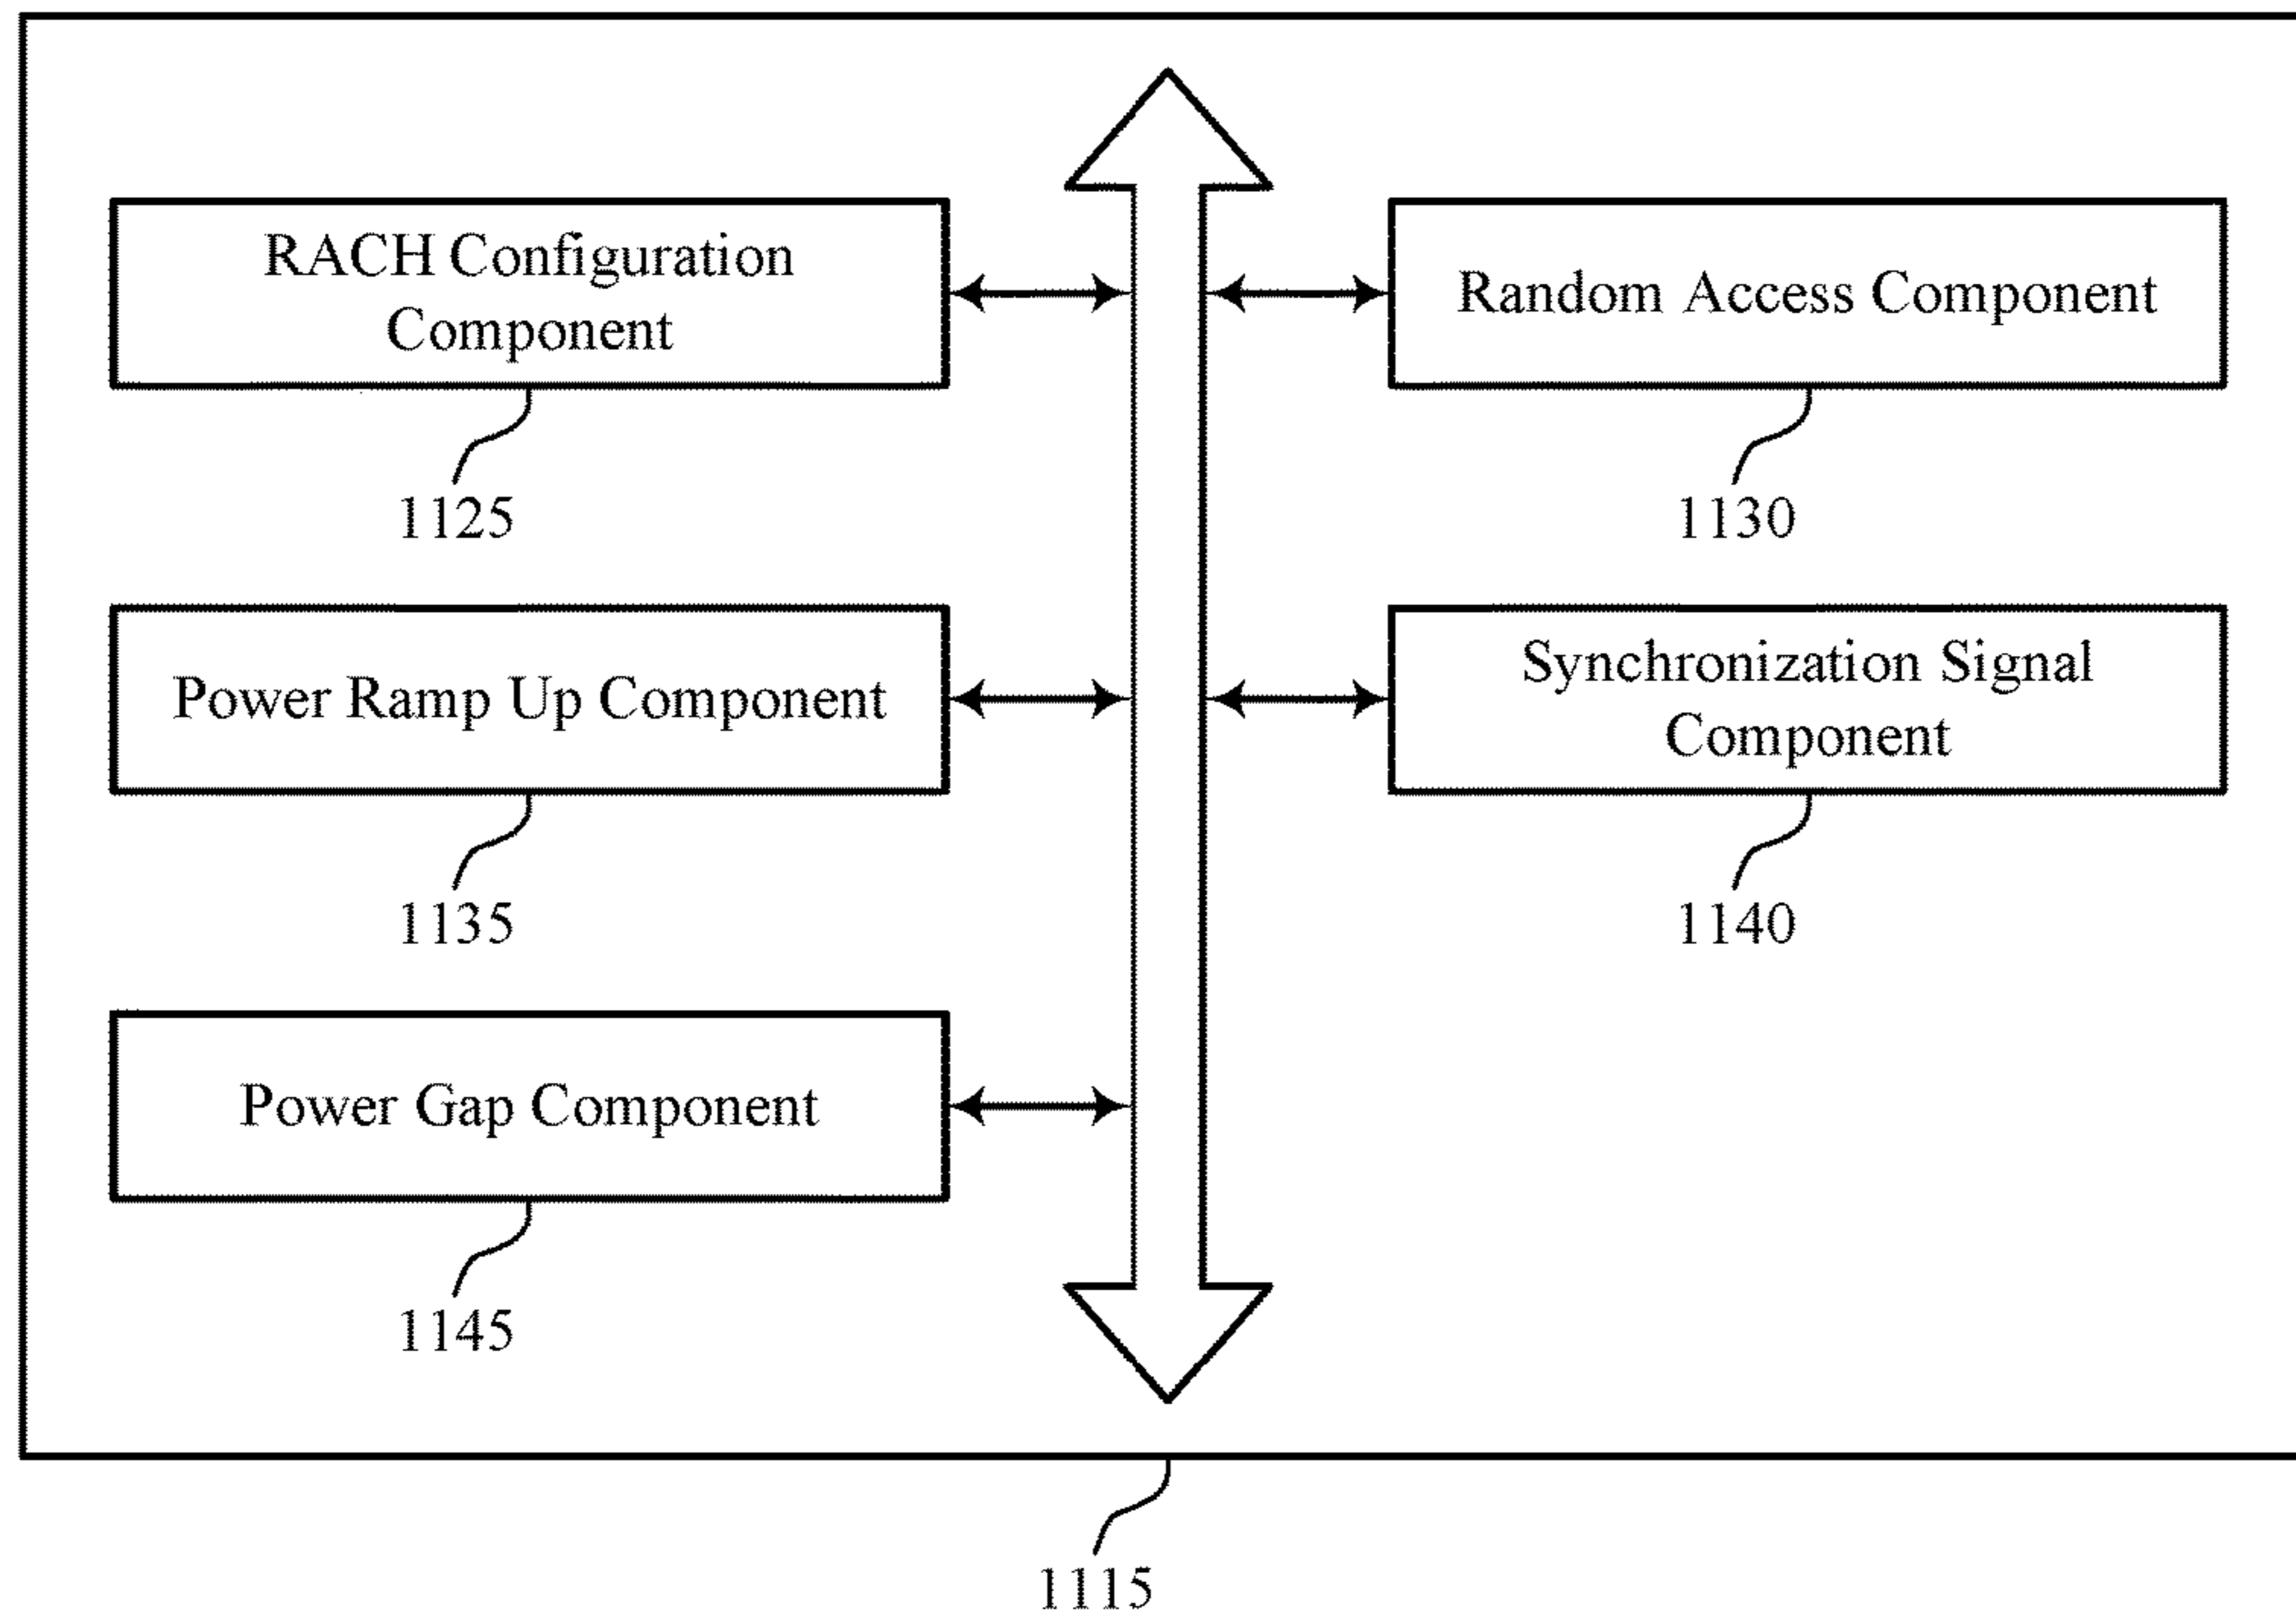 RACH Configuration
Component
1125
Random Access Component
1130
Power Ramp Up Component
1135
Synchronization Signal
Component
1140
Power Gap Component
1145
1115